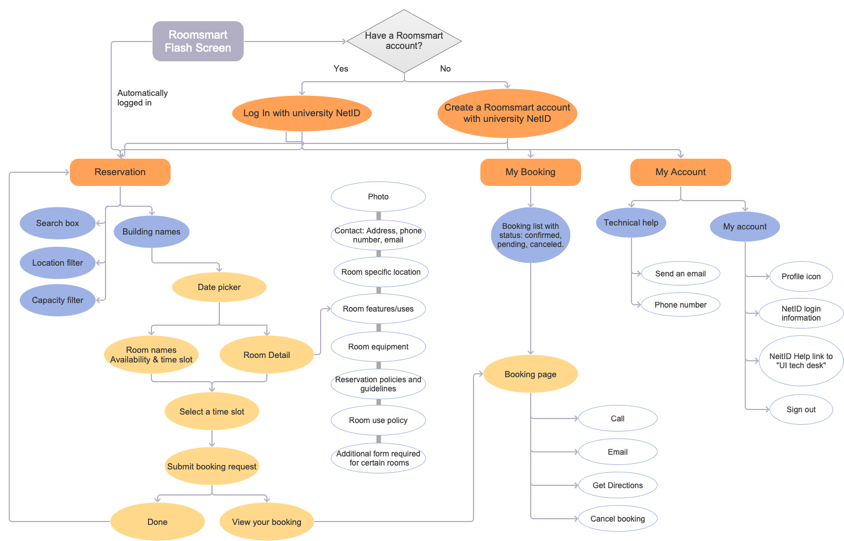 Roomsmart
Flash Screen
Have a Roomsmart
account?
Yes
No
Automatically
logged in
Log In with university NetID
Create a Roomsmart account
with university NetID
Reservation
My Booking
My Account
Search box
Location filter
Capacity filter
Building names
Date picker
Room names
Availability & time slot
Room Detail
Select a time slot
Submit booking request
Done
View your booking
Photo
Contact: Address, phone
number, email
Room specific location
Room features/uses
Room equipment
Reservation policies and
guidelines
Room use policy
Additional form required
for certain rooms
Booking list with
status: confirmed,
pending, canceled.
Booking page
Call
Email
Get Directions
Cancel booking
Technical help
Send an email
Phone number
My account
Profile icon
NetID login
information
NeitID Help link to
"UI tech desk"
Sign out